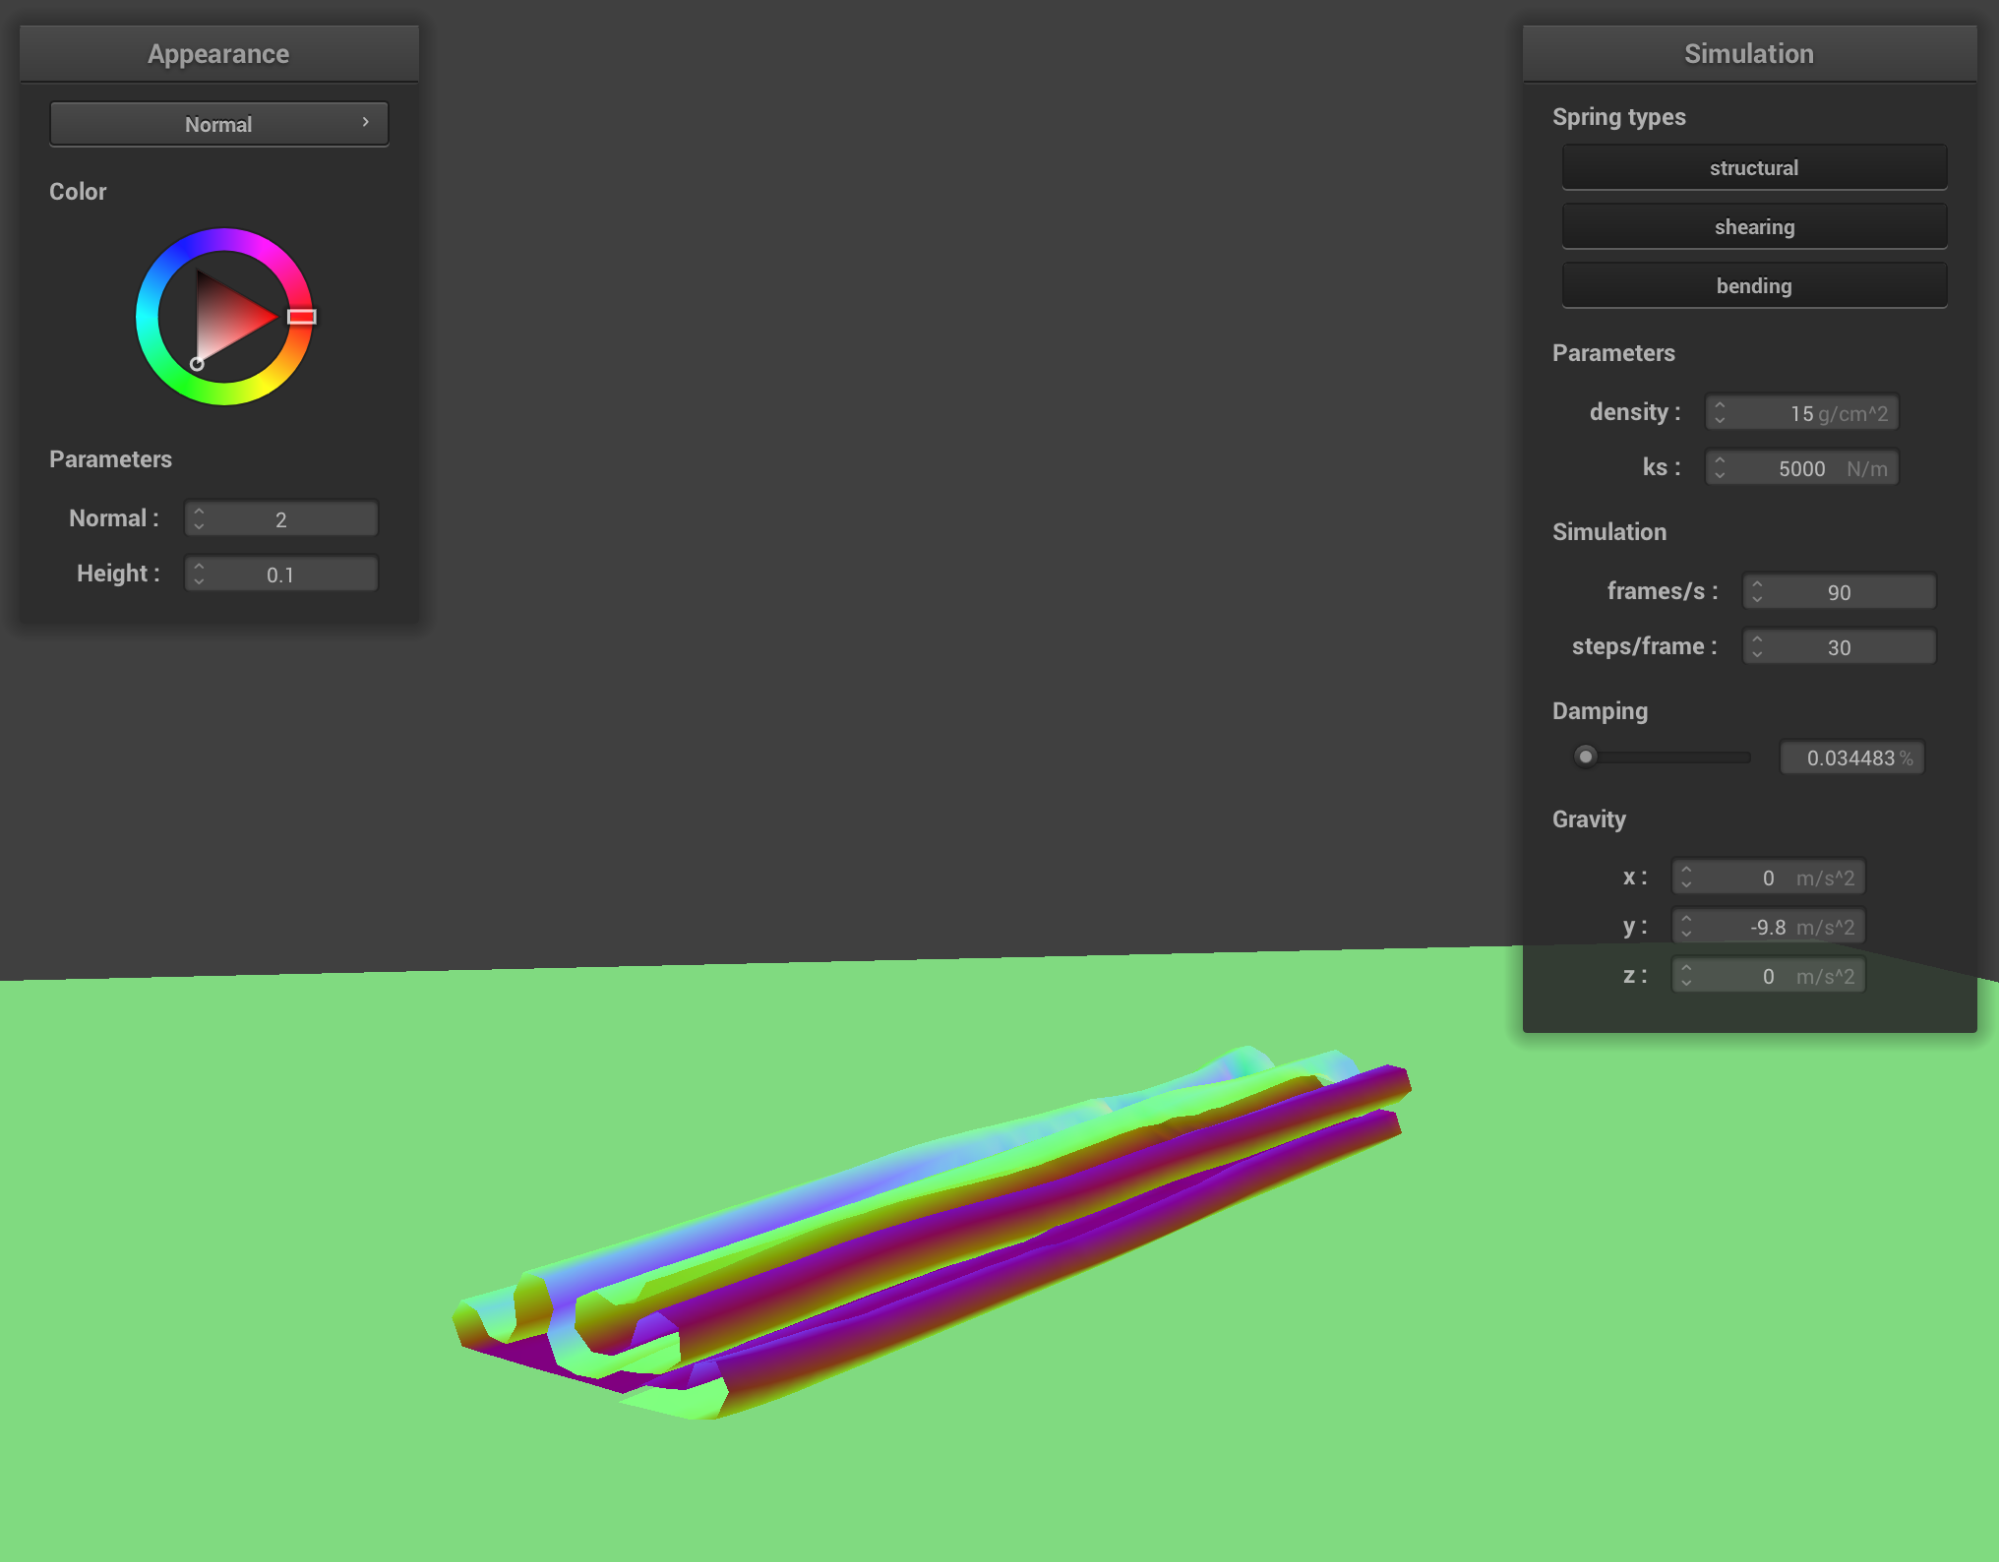 Appearance
Normal
Color
Parameters
Normal : 2
Height : 0.1
Simulation
Spring types
structural
shearing
bending
Parameters
density : 15 g/cm^2
ks : 5000 N/m
Simulation
frames/s : 90
steps/frame : 30
Damping
0.034483 %
Gravity
x : 0 m/s^2
y : -9.8 m/s^2
z : 0 m/s^2